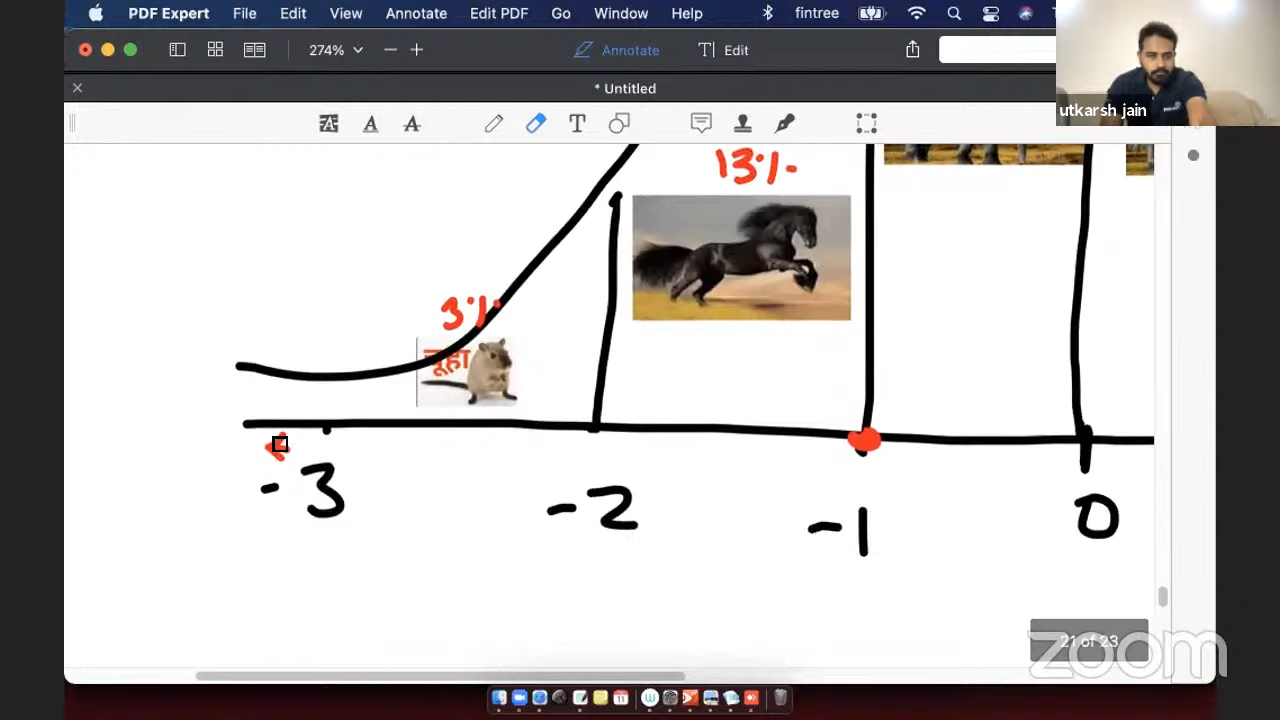 PDF Expert File Edit View Annotate Edit PDF Go Window Help fintree
274% Annotate T| Edit
utkarsh jain
* Untitled
13%
3%
चूहा
-3 -2 -1 0
21 of 23
zoom